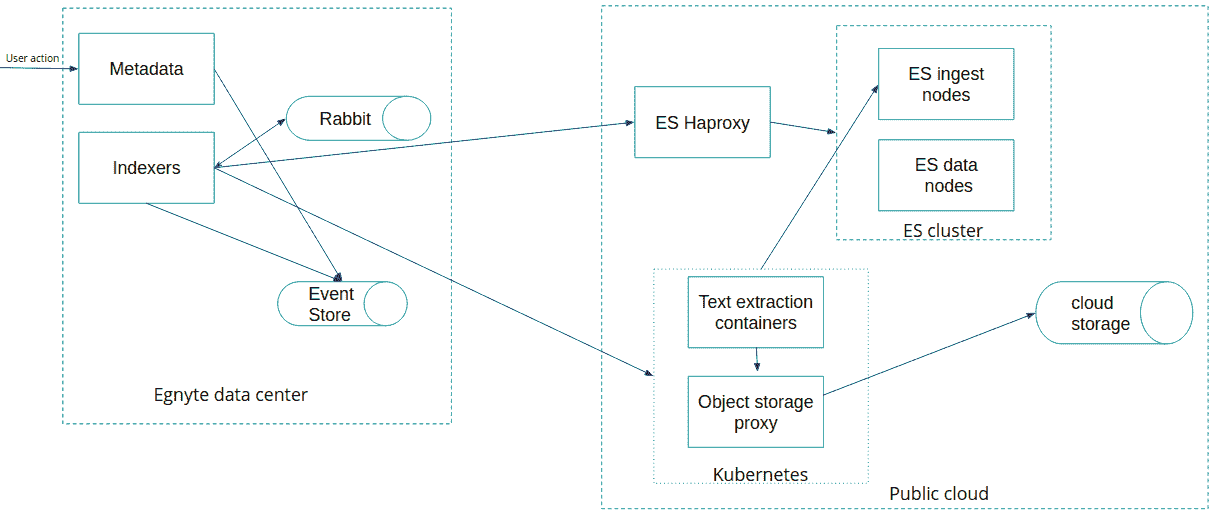 User action
Metadata
Indexers
Rabbit
Event
Store
Egnyte data center
ES Haproxy
ES ingest
nodes
ES data
nodes
ES cluster
Text extraction
containers
Object storage
proxy
Kubernetes
cloud
storage
Public cloud